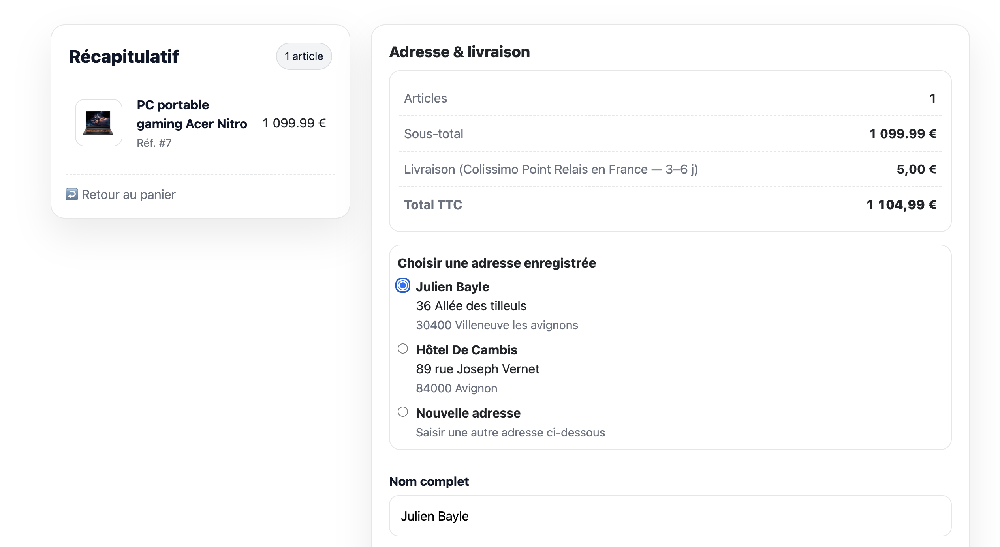 Récapitulatif
1 article
PC portable
gaming Acer Nitro
1 099.99 €
Réf. #7
Retour au panier
Adresse & livraison
Articles
1
Sous-total
1 099.99 €
Livraison (Colissimo Point Relais en France — 3–6 j)
5,00 €
Total TTC
1 104,99 €
Choisir une adresse enregistrée
Julien Bayle
36 Allée des tilleuls
30400 Villeneuve les avignons
Hôtel De Cambis
89 rue Joseph Vernet
84000 Avignon
Nouvelle adresse
Saisir une autre adresse ci-dessous
Nom complet
Julien Bayle